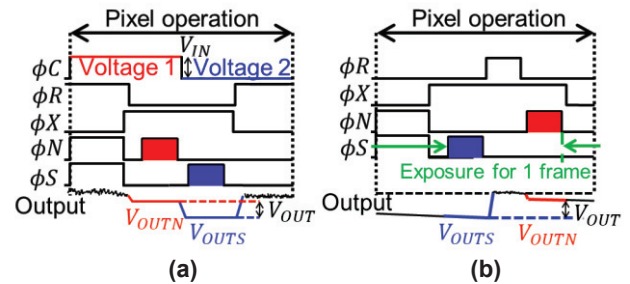 Pixel operation
V_IN
ϕC Voltage 1 Voltage 2
ϕR
ϕX
ϕN
ϕS
Output
V_OUTN
V_OUTS
V_OUT
(a)
Pixel operation
ϕR
ϕX
ϕN
ϕS
Exposure for 1 frame
Output
V_OUTS
V_OUTN
V_OUT
(b)